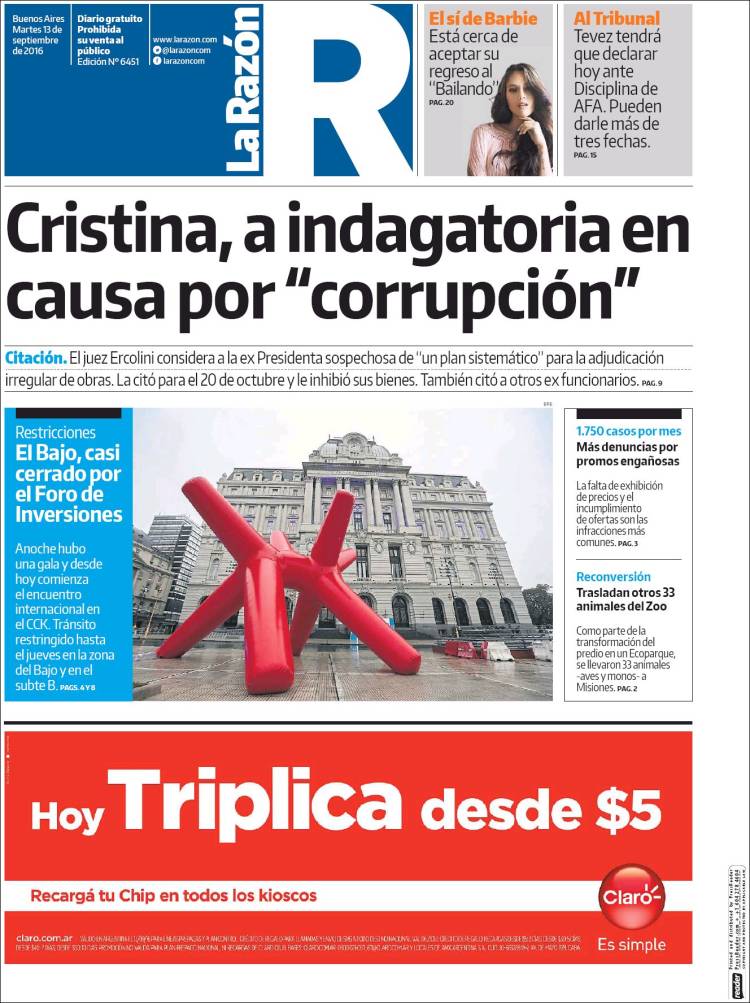 Buenos Aires
Martes 13 de
septiembre
de 2016
Diario gratuito
Prohibida
su venta al
público
Edición Nº 6451
www.larazon.com
@larazoncom
larazoncom
La Razón
R
El sí de Barbie
Está cerca de
aceptar su
regreso al
“Bailando”
PAG. 20
Al Tribunal
Tevez tendrá
que declarar
hoy ante
Disciplina de
AFA. Pueden
darle más de
tres fechas.
PAG. 15
Cristina, a indagatoria en
causa por “corrupción”
Citación. El juez Ercolini considera a la ex Presidenta sospechosa de “un plan sistemático” para la adjudicación
irregular de obras. La citó para el 20 de octubre y le inhibió sus bienes. También citó a otros ex funcionarios. PAG. 9
EFE
Restricciones
El Bajo, casi
cerrado por
el Foro de
Inversiones
Anoche hubo
una gala y desde
hoy comienza
el encuentro
internacional en
el CCK. Tránsito
restringido hasta
el jueves en la zona
del Bajo y en el
subte B. PAGS. 4 Y 8
1.750 casos por mes
Más denuncias por
promos engañosas
La falta de exhibición
de precios y el
incumplimiento
de ofertas son las
infracciones más
comunes. PAG. 3
Reconversión
Trasladan otros 33
animales del Zoo
Como parte de la
transformación del
predio en un Ecoparque,
se llevaron 33 animales
-aves y monos- a
Misiones. PAG. 2
Hoy Triplica desde $5
Recargá tu Chip en todos los kioscos
Claro
Es simple
claro.com.ar
Printed and distributed by PressReader